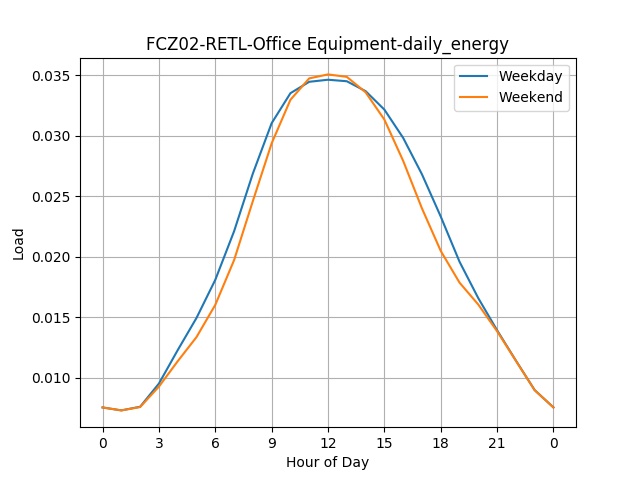 FCZ02-RETL-Office Equipment-daily_energy
Weekday
Weekend
0.035
0.030
0.025
0.020
0.015
0.010
Load
0 3 6 9 12 15 18 21 0
Hour of Day